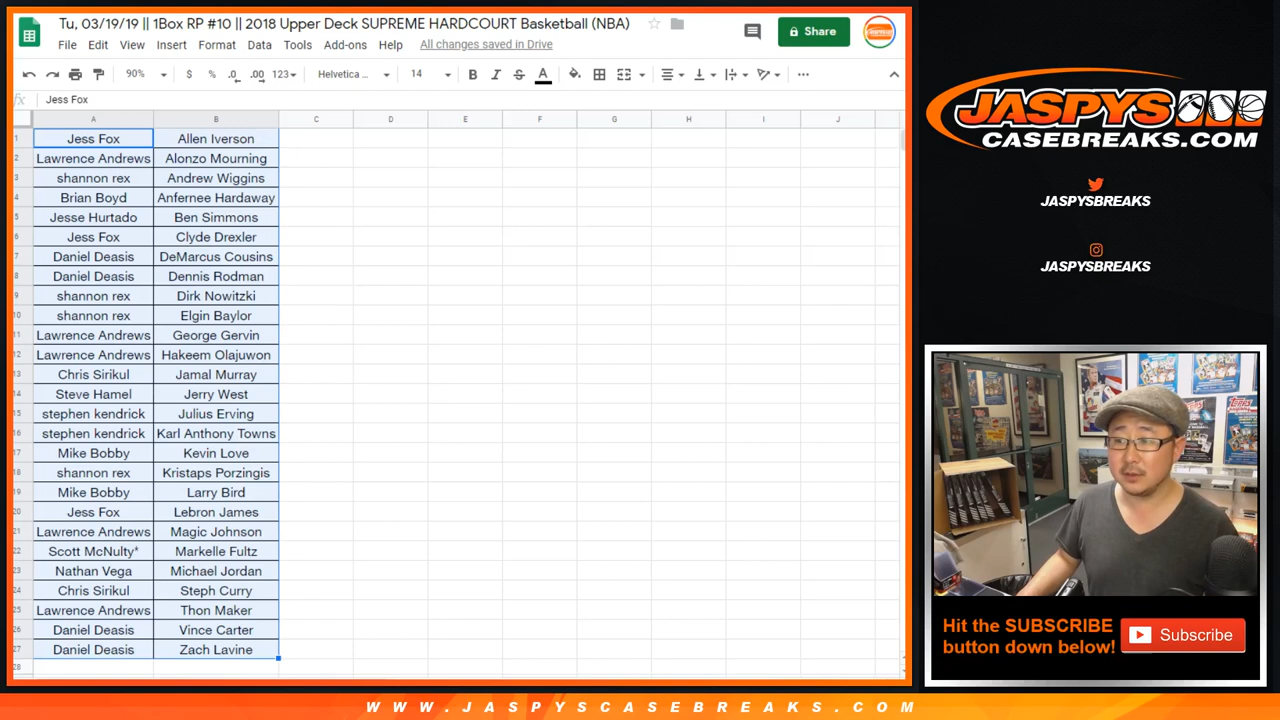 Tu, 03/19/19 || 1Box RP #10 || 2018 Upper Deck SUPREME HARDCOURT Basketball (NBA)
File Edit View Insert Format Data Tools Add-ons Help All changes saved in Drive
Share
90% $ % .0 .00 123 Helvetica ... 14 B I S A
fx Jess Fox
A B C D E F G H I J
1 Jess Fox Allen Iverson
2 Lawrence Andrews Alonzo Mourning
3 shannon rex Andrew Wiggins
4 Brian Boyd Anfernee Hardaway
5 Jesse Hurtado Ben Simmons
6 Jess Fox Clyde Drexler
7 Daniel Deasis DeMarcus Cousins
8 Daniel Deasis Dennis Rodman
9 shannon rex Dirk Nowitzki
10 shannon rex Elgin Baylor
11 Lawrence Andrews George Gervin
12 Lawrence Andrews Hakeem Olajuwon
13 Chris Sirikul Jamal Murray
14 Steve Hamel Jerry West
15 stephen kendrick Julius Erving
16 stephen kendrick Karl Anthony Towns
17 Mike Bobby Kevin Love
18 shannon rex Kristaps Porzingis
19 Mike Bobby Larry Bird
20 Jess Fox Lebron James
21 Lawrence Andrews Magic Johnson
22 Scott McNulty* Markelle Fultz
23 Nathan Vega Michael Jordan
24 Chris Sirikul Steph Curry
25 Lawrence Andrews Thon Maker
26 Daniel Deasis Vince Carter
27 Daniel Deasis Zach Lavine
28
JASPYS
CASEBREAKS.COM
JASPYSBREAKS
JASPYSBREAKS
Hit the SUBSCRIBE
button down below!
Subscribe
WWW.JASPYSCASEBREAKS.COM